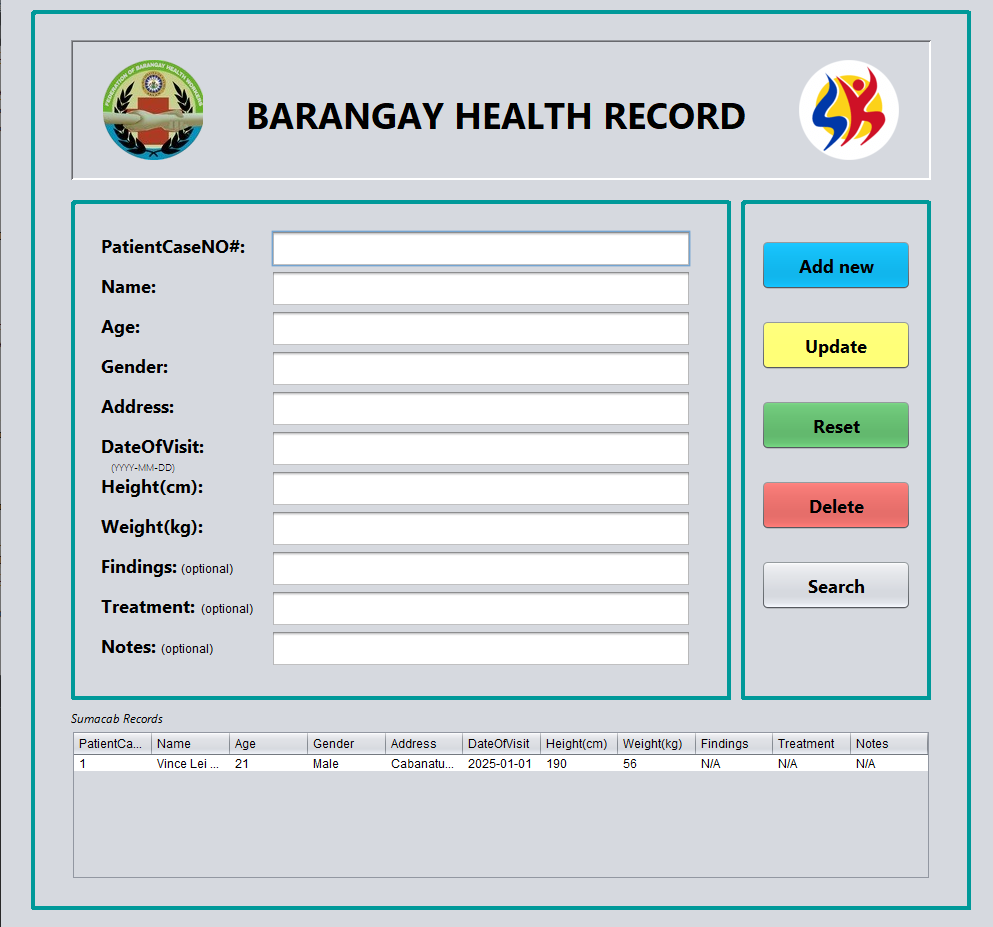 FEDERATION OF BARANGAY HEALTH WORKERS
BARANGAY HEALTH RECORD
PatientCaseNO#:
Name:
Age:
Gender:
Address:
DateOfVisit:
(YYYY-MM-DD)
Height(cm):
Weight(kg):
Findings: (optional)
Treatment: (optional)
Notes: (optional)
Add new
Update
Reset
Delete
Search
Sumacab Records
PatientCa... Name Age Gender Address DateOfVisit Height(cm) Weight(kg) Findings Treatment Notes
1 Vince Lei ... 21 Male Cabanatu... 2025-01-01 190 56 N/A N/A N/A